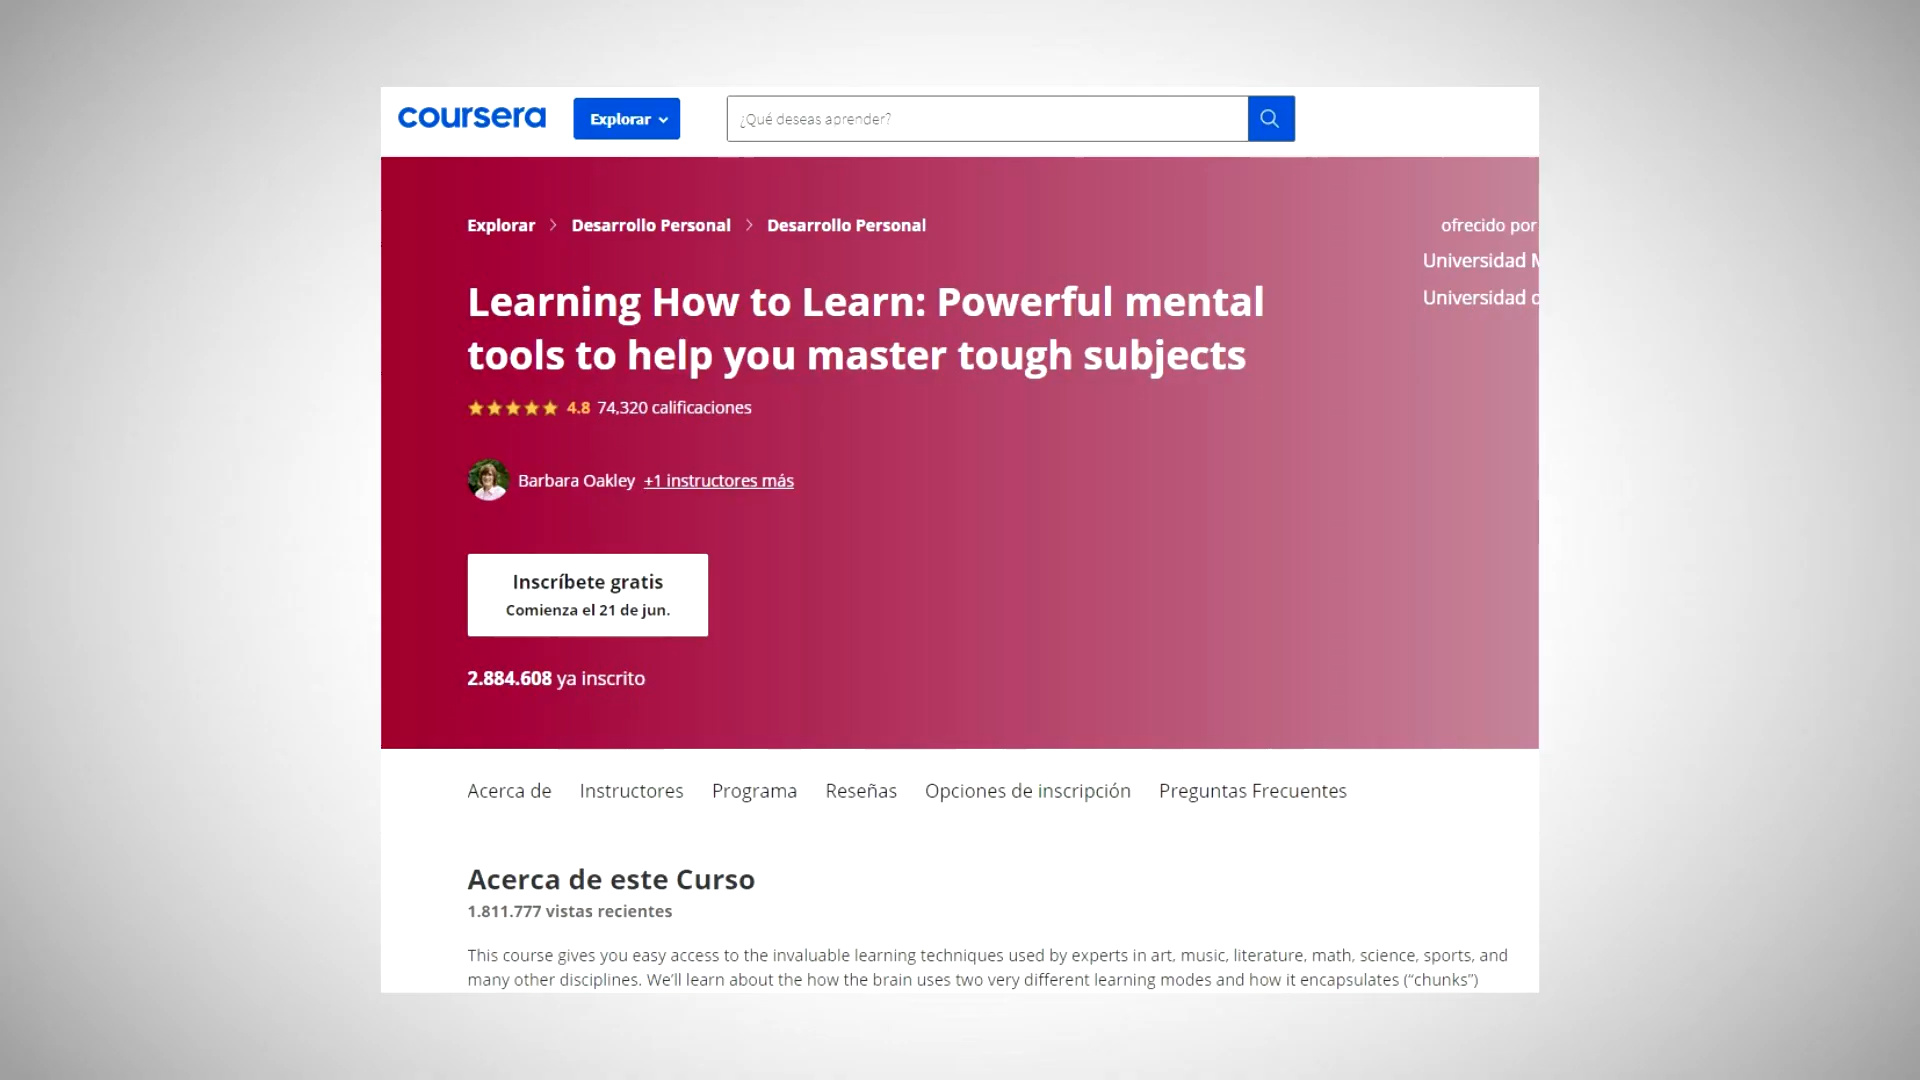 coursera
Explorar
¿Qué deseas aprender?
Explorar > Desarrollo Personal > Desarrollo Personal
ofrecido por
Universidad
Universidad
Learning How to Learn: Powerful mental
tools to help you master tough subjects
4.8 74,320 calificaciones
Barbara Oakley +1 instructores más
Inscríbete gratis
Comienza el 21 de jun.
2.884.608 ya inscrito
Acerca de Instructores Programa Reseñas Opciones de inscripción Preguntas Frecuentes
Acerca de este Curso
1.811.777 vistas recientes
This course gives you easy access to the invaluable learning techniques used by experts in art, music, literature, math, science, sports, and
many other disciplines. We'll learn about the how the brain uses two very different learning modes and how it encapsulates (“chunks”)